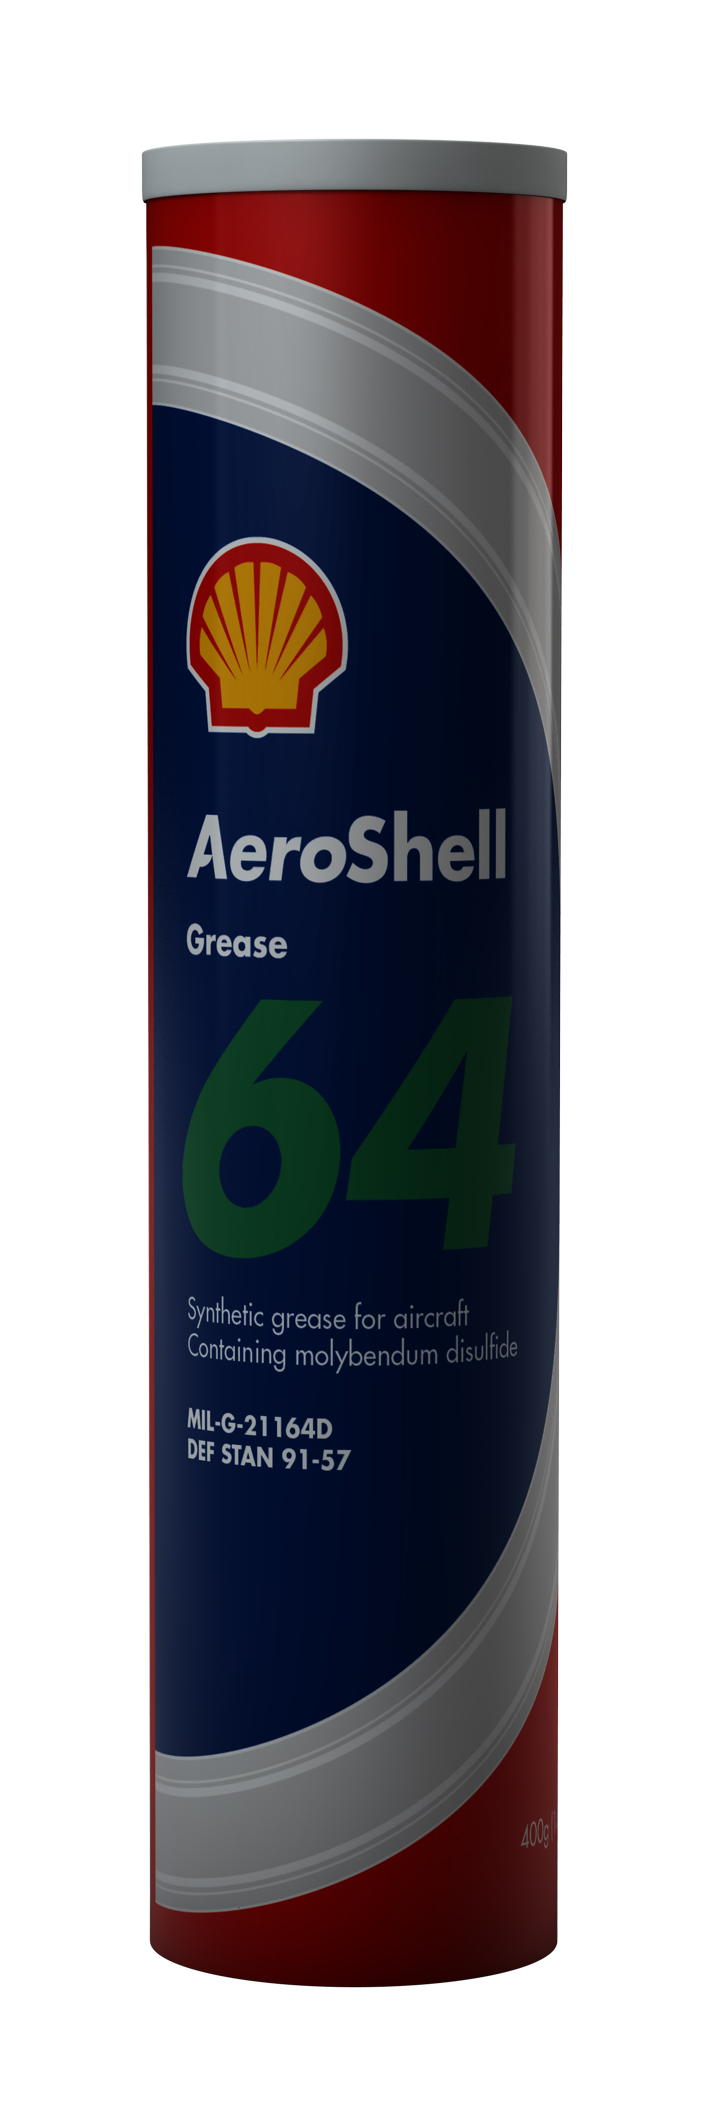 AeroShell
Grease
64
Synthetic grease for aircraft
Containing molybendum disulfide
MIL-G-21164D
DEF STAN 91-57
400g